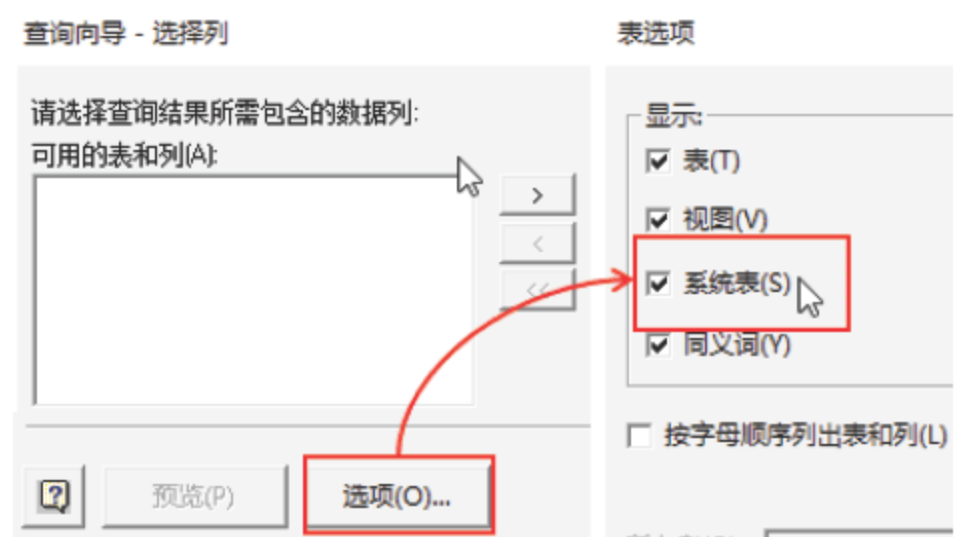 查询向导 - 选择列
请选择查询结果所需包含的数据列:
可用的表和列(A):
>
<
<<
?
预览(P)
选项(O)...
表选项
显示:
表(T)
视图(V)
系统表(S)
同义词(Y)
按字母顺序列出表和列(L)